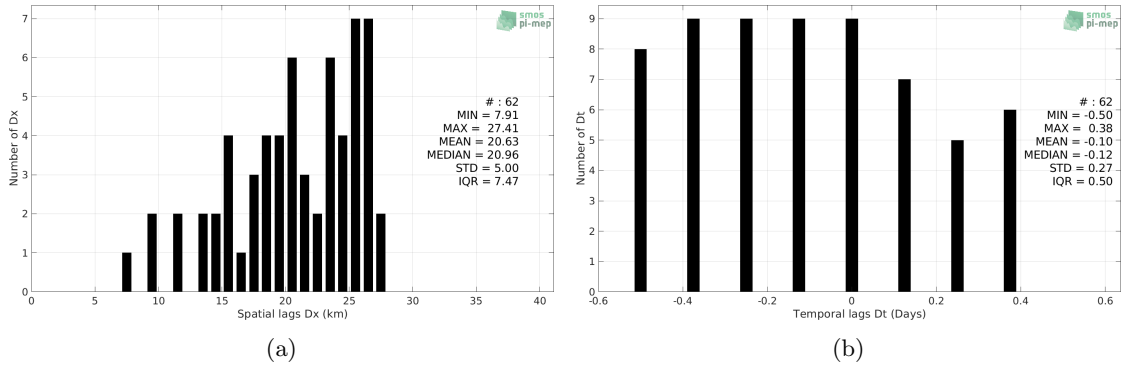 smos
pi-mep
7
6
5
4
3
2
1
0
Number of Dx
# : 62
MIN = 7.91
MAX = 27.41
MEAN = 20.63
MEDIAN = 20.96
STD = 5.00
IQR = 7.47
0 5 10 15 20 25 30 35 40
Spatial lags Dx (km)
(a)
smos
pi-mep
9
8
7
6
5
4
3
2
1
0
Number of Dt
# : 62
MIN = -0.50
MAX = 0.38
MEAN = -0.10
MEDIAN = -0.12
STD = 0.27
IQR = 0.50
-0.6 -0.4 -0.2 0 0.2 0.4 0.6
Temporal lags Dt (Days)
(b)